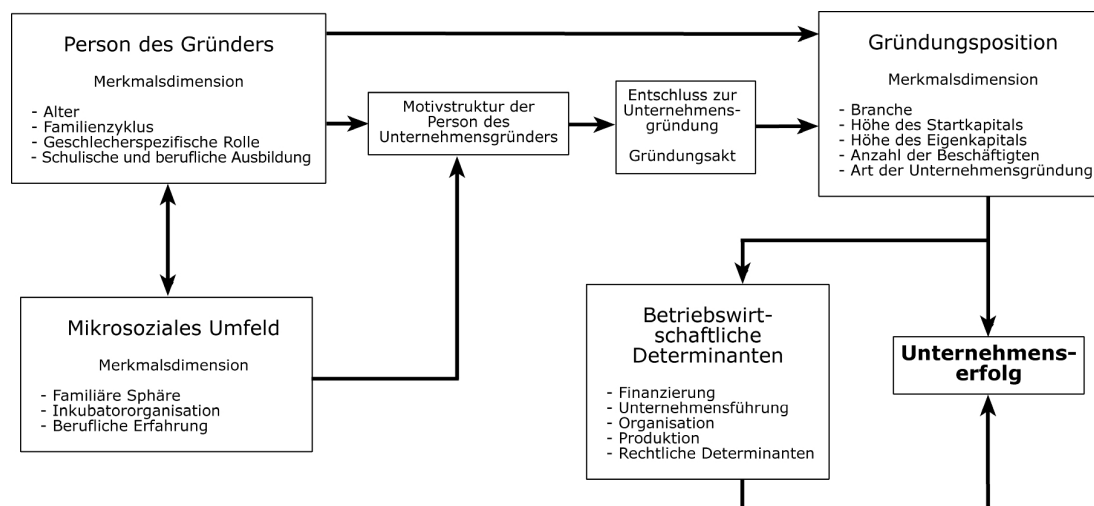 Person des Gründers
Merkmalsdimension
- Alter
- Familienzyklus
- Geschlecherspezifische Rolle
- Schulische und berufliche Ausbildung
Motivstruktur der
Person des
Unternehmensgründers
Entschluss zur
Unternehmens-
gründung
Gründungsakt
Gründungsposition
Merkmalsdimension
- Branche
- Höhe des Startkapitals
- Höhe des Eigenkapitals
- Anzahl der Beschäftigten
- Art der Unternehmensgründung
Mikrosoziales Umfeld
Merkmalsdimension
- Familiäre Sphäre
- Inkubatororganisation
- Berufliche Erfahrung
Betriebswirt-
schaftliche
Determinanten
- Finanzierung
- Unternehmensführung
- Organisation
- Produktion
- Rechtliche Determinanten
Unternehmens-
erfolg